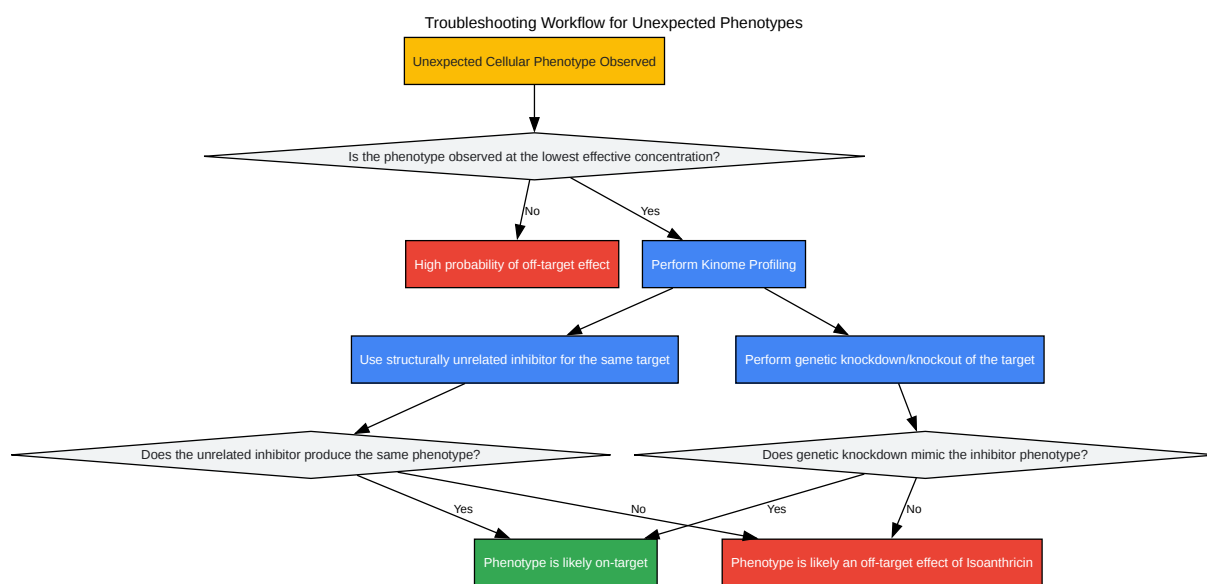 Troubleshooting Workflow for Unexpected Phenotypes
Unexpected Cellular Phenotype Observed
Is the phenotype observed at the lowest effective concentration?
No
Yes
High probability of off-target effect
Perform Kinome Profiling
Use structurally unrelated inhibitor for the same target
Perform genetic knockdown/knockout of the target
Does the unrelated inhibitor produce the same phenotype?
Does genetic knockdown mimic the inhibitor phenotype?
Yes
No
Yes
No
Phenotype is likely on-target
Phenotype is likely an off-target effect of Isoanthricin